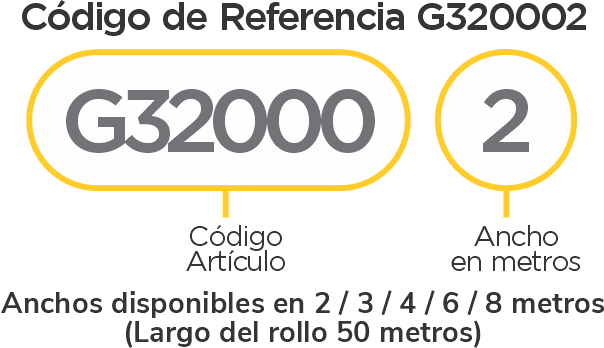 Código de Referencia G320002
G32000 2
Código Artículo
Ancho en metros
Anchos disponibles en 2 / 3 / 4 / 6 / 8 metros
(Largo del rollo 50 metros)